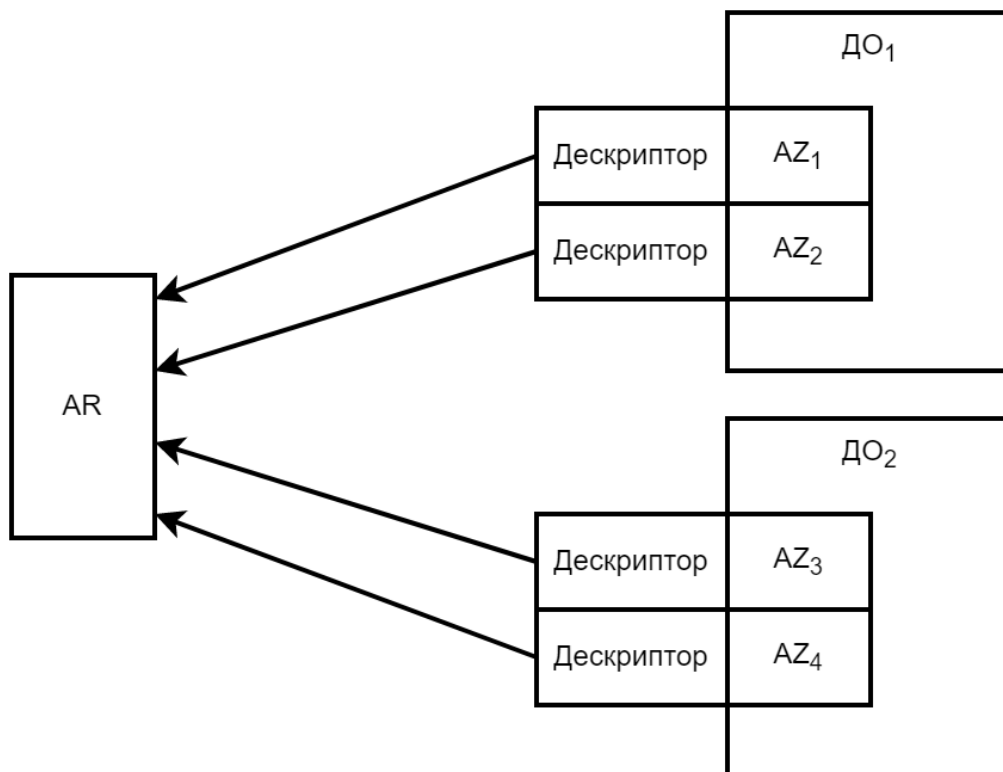 ДО₁
Дескриптор AZ₁
Дескриптор AZ₂
AR
ДО₂
Дескриптор AZ₃
Дескриптор AZ₄